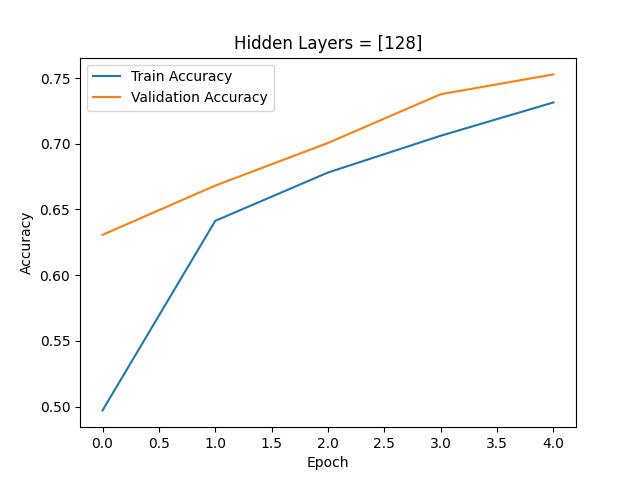 Hidden Layers = [128]
Train Accuracy
Validation Accuracy
0.75
0.70
0.65
0.60
0.55
0.50
Accuracy
0.0 0.5 1.0 1.5 2.0 2.5 3.0 3.5 4.0
Epoch